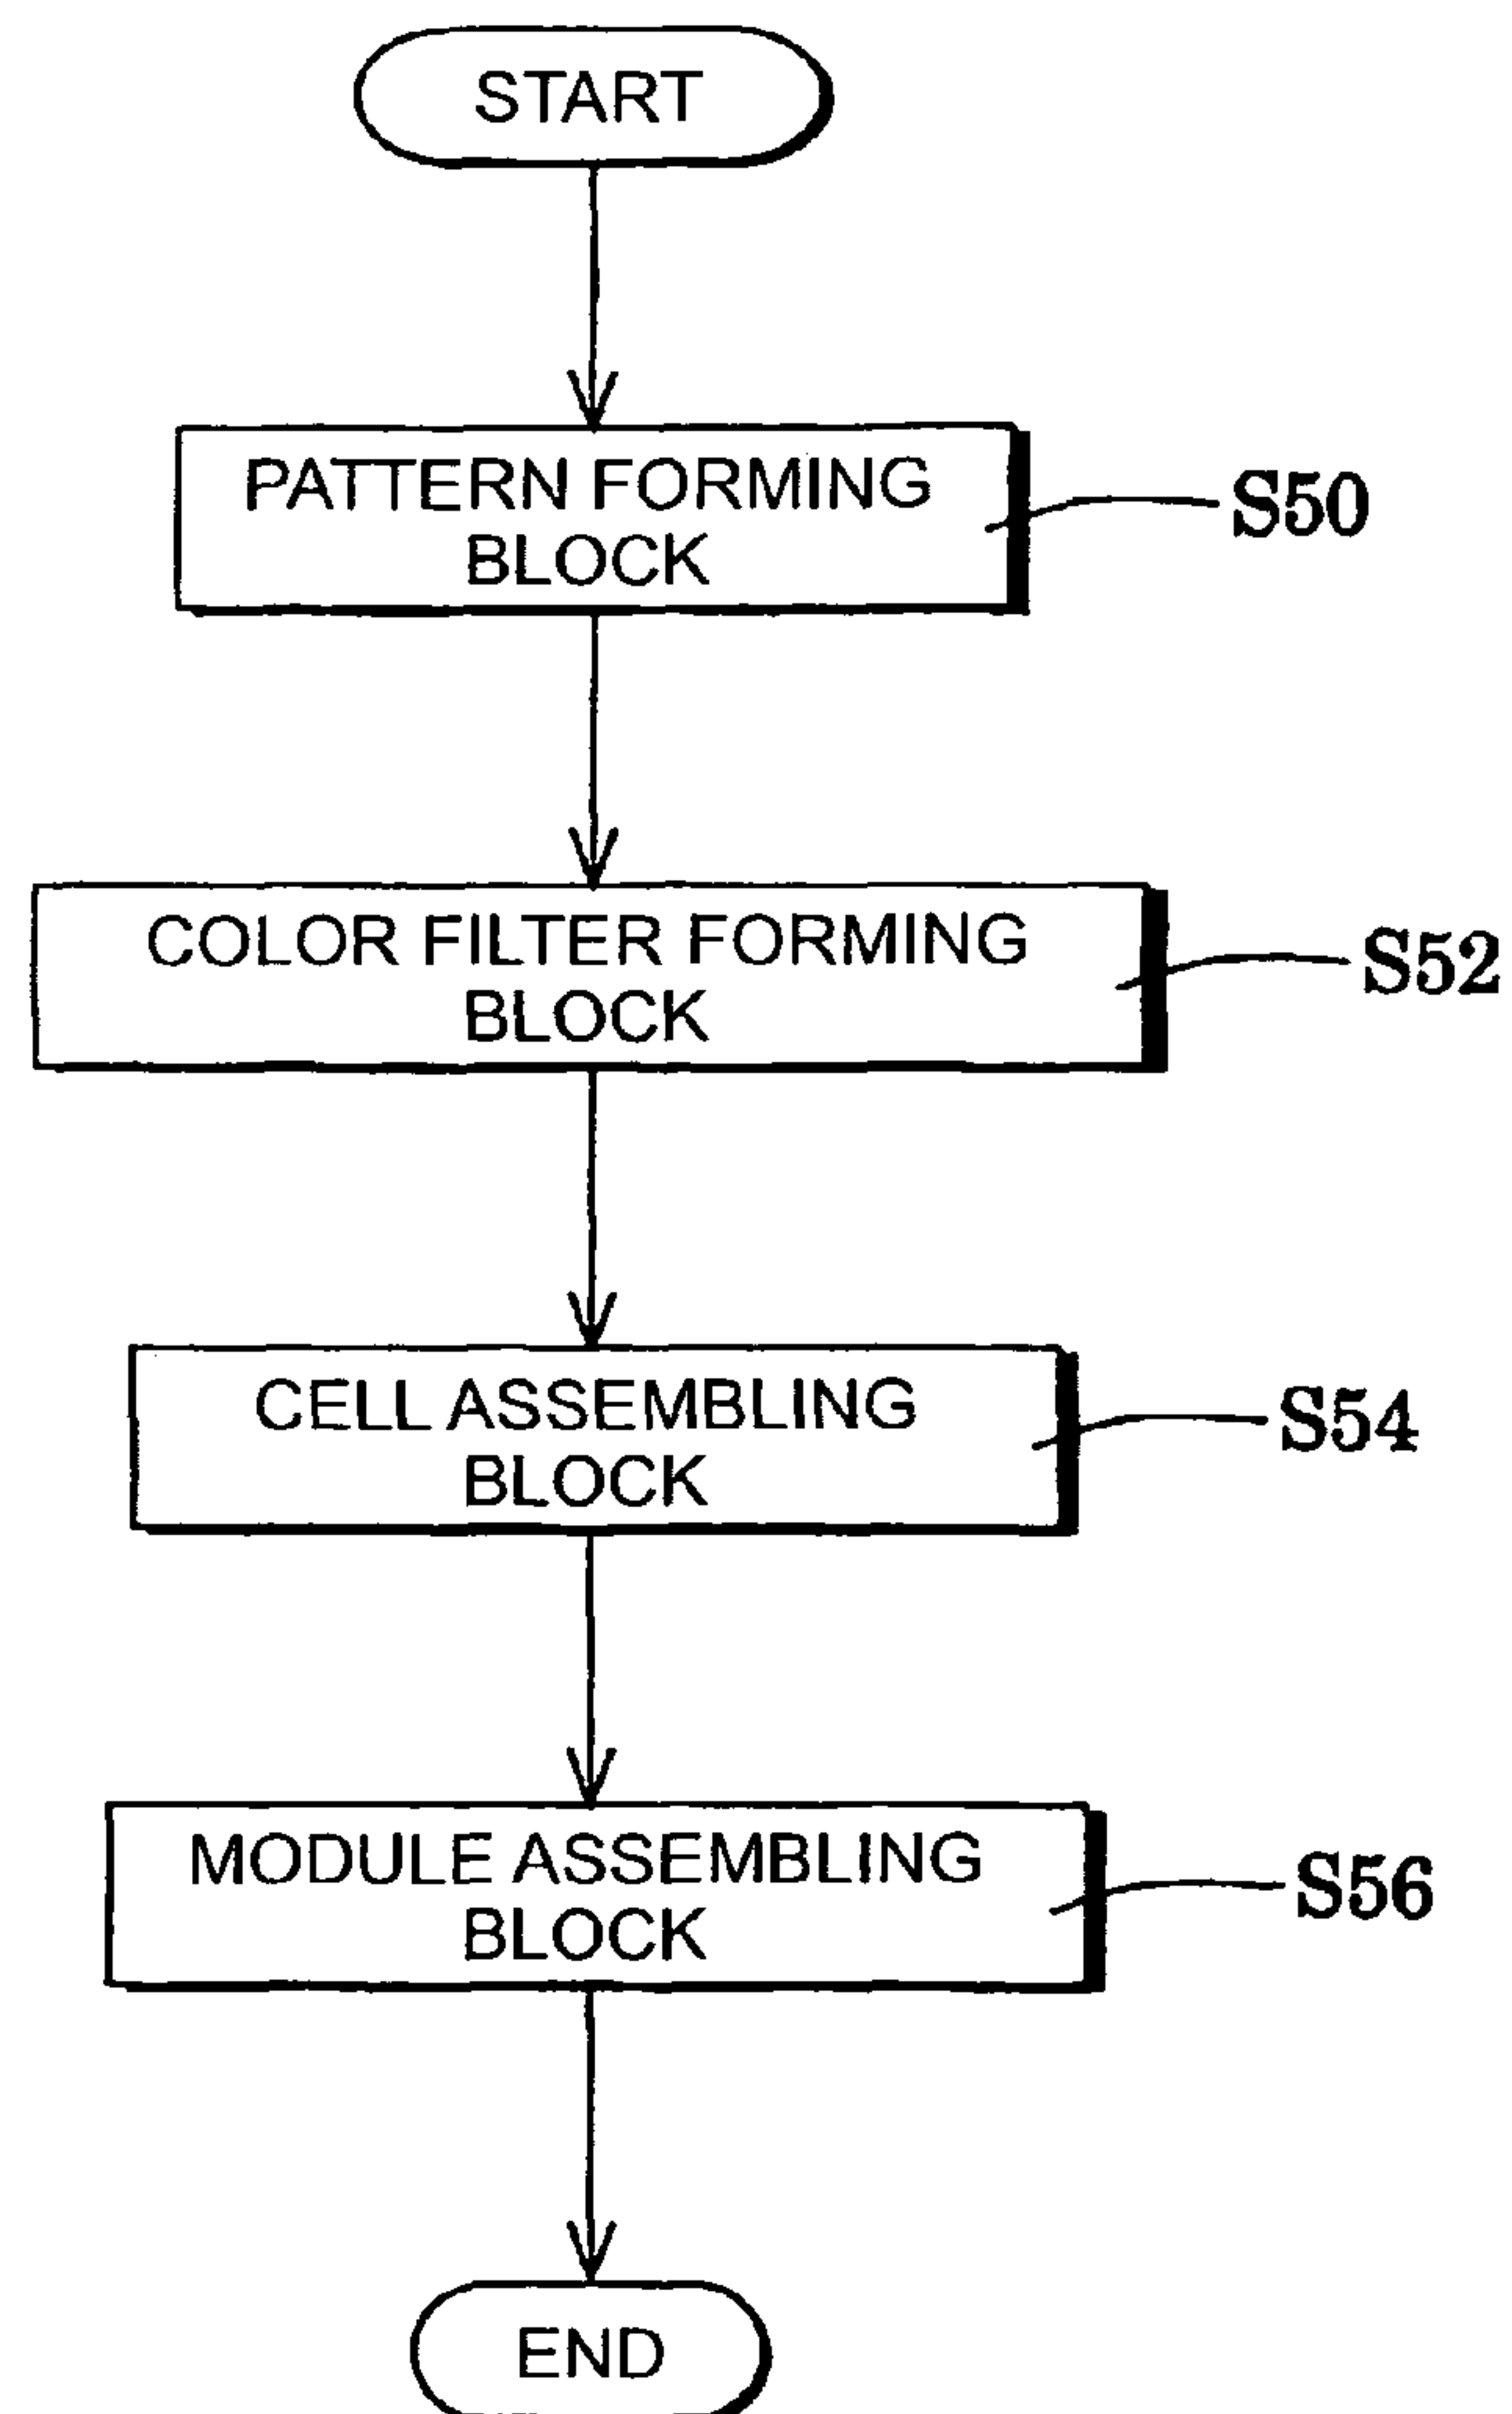 START
PATTERN FORMING
BLOCK
S50
COLOR FILTER FORMING
BLOCK
S52
CELL ASSEMBLING
BLOCK
S54
MODULE ASSEMBLING
BLOCK
S56
END